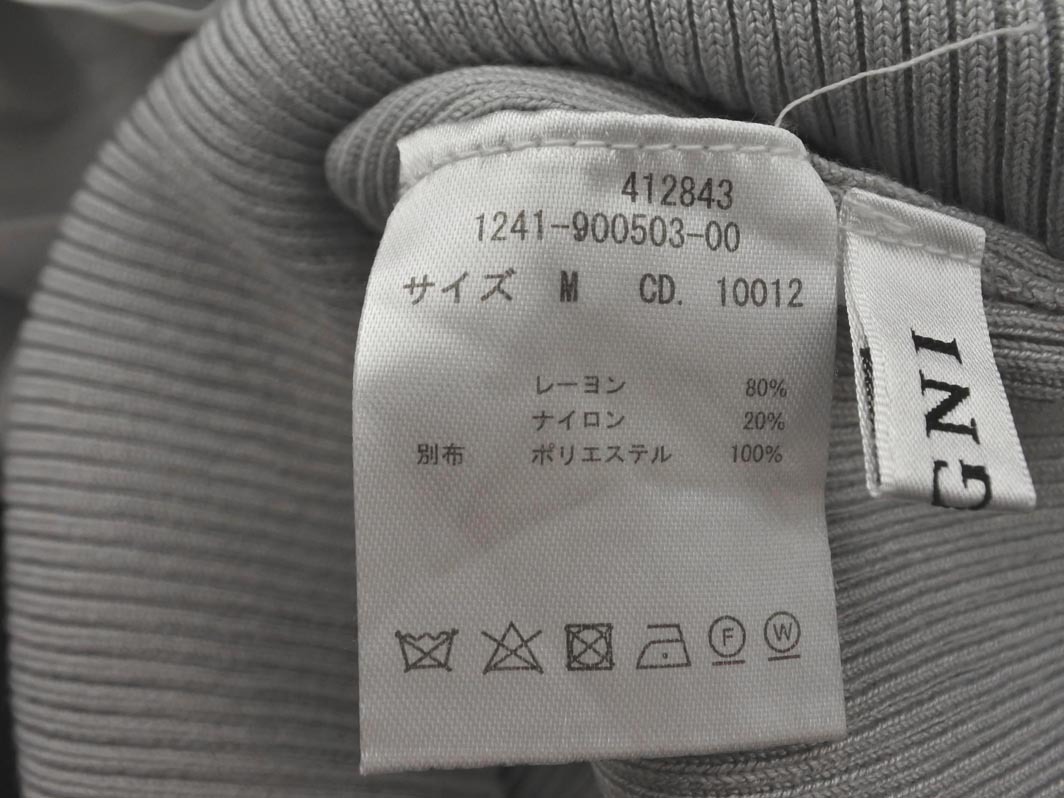 412843
1241-900503-00
サイズ M CD. 10012
レーヨン 80%
ナイロン 20%
別布 ポリエステル 100%
F W
GNI